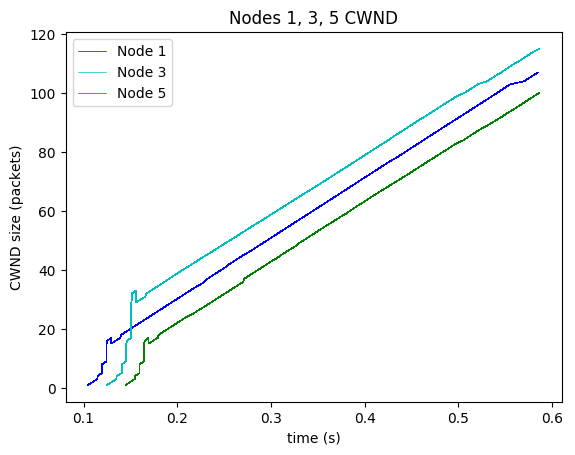 Nodes 1, 3, 5 CWND
120
100
80
60
40
20
0
CWND size (packets)
Node 1
Node 3
Node 5
0.1
0.2
0.3
0.4
0.5
0.6
time (s)